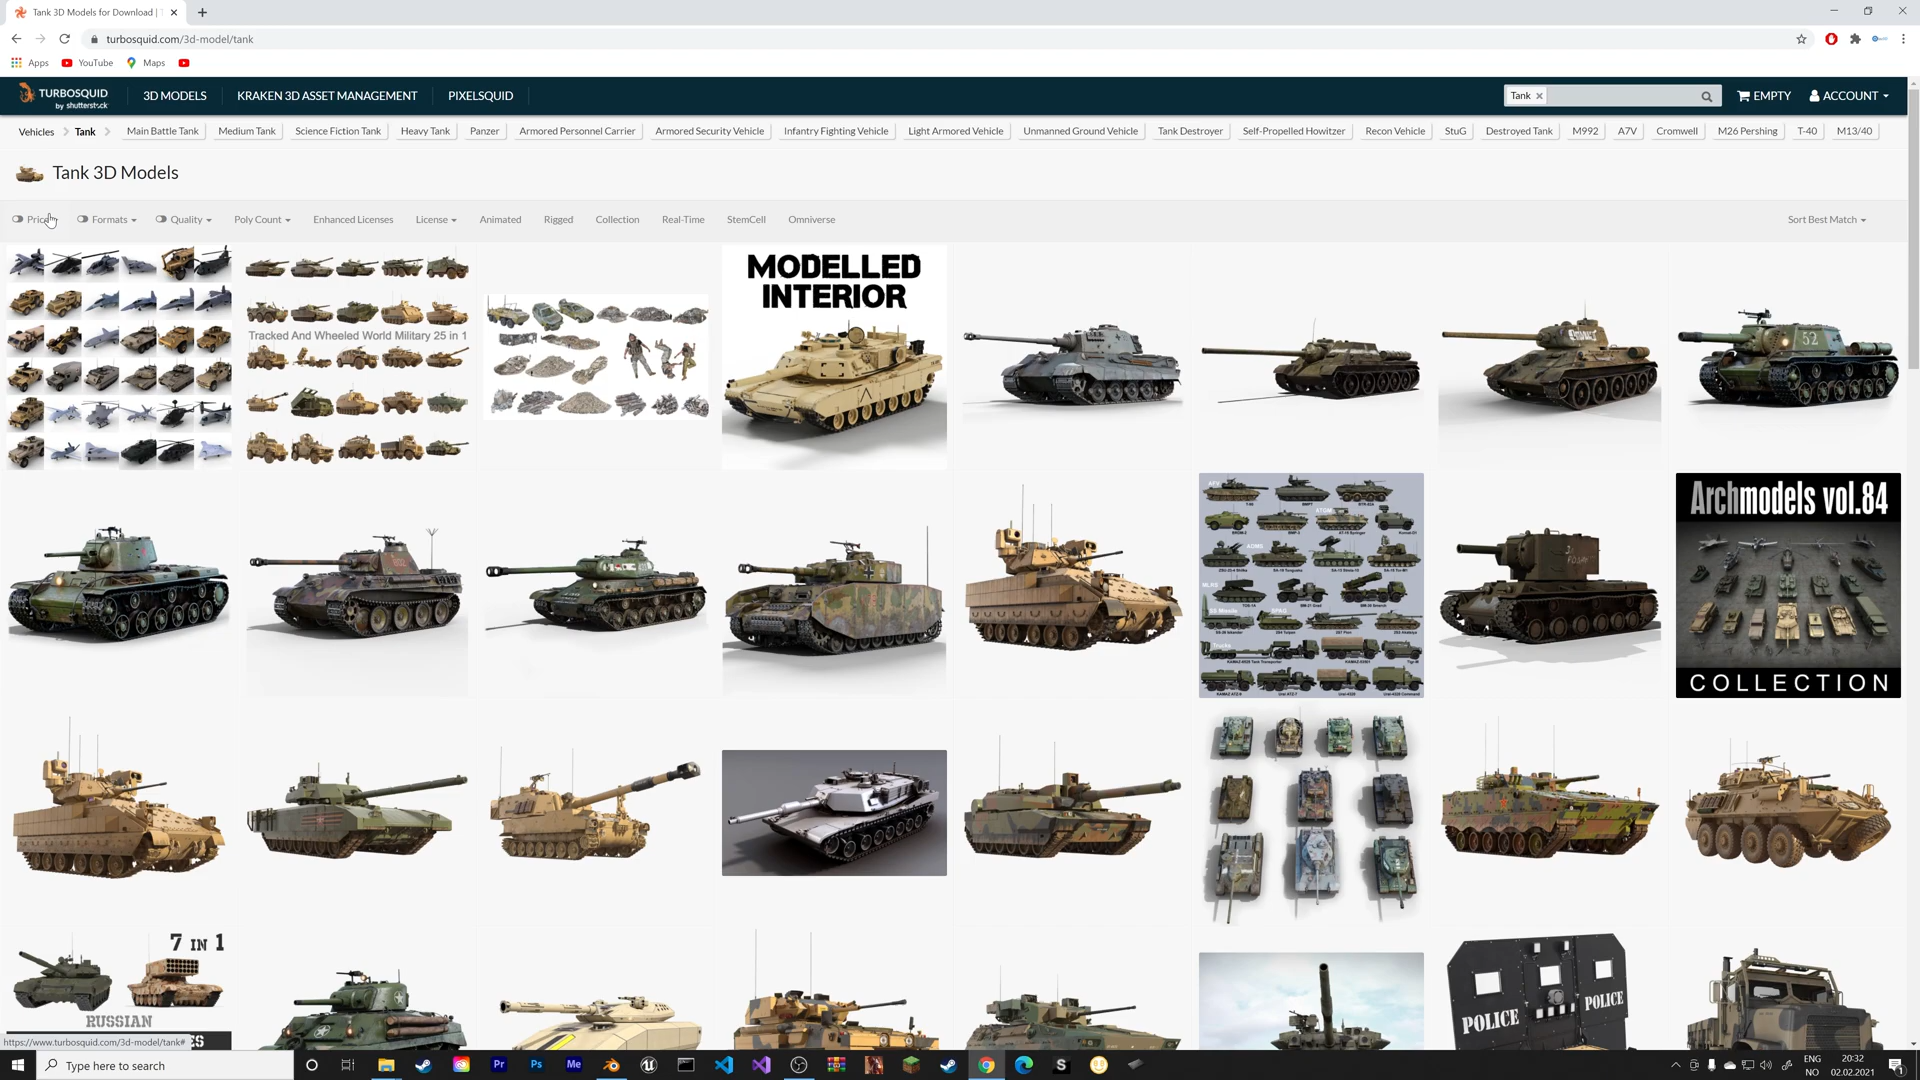 Tank 3D Models for Download |
turbosquid.com/3d-model/tank
Apps YouTube Maps
TURBOSQUID
by shutterstock
3D MODELS KRAKEN 3D ASSET MANAGEMENT PIXELSQUID
Tank
EMPTY ACCOUNT
Vehicles Tank Main Battle Tank Medium Tank Science Fiction Tank Heavy Tank Panzer Armored Personnel Carrier Armored Security Vehicle Infantry Fighting Vehicle Light Armored Vehicle Unmanned Ground Vehicle Tank Destroyer Self-Propelled Howitzer Recon Vehicle StuG Destroyed Tank M992 A7V Cromwell M26 Pershing T-40 M13/40
Tank 3D Models
Price Formats Quality Poly Count Enhanced Licenses License Animated Rigged Collection Real-Time StemCell Omniverse Sort Best Match
Tracked And Wheeled World Military 25 in 1
MODELLED
INTERIOR
52
Archmodels vol.84
COLLECTION
7 IN 1
RUSSIAN
ES
POLICE
POLICE
https://www.turbosquid.com/3d-model/tank#
Type here to search
Pr Ps Me
ENG
NO
20:32
02.02.2021